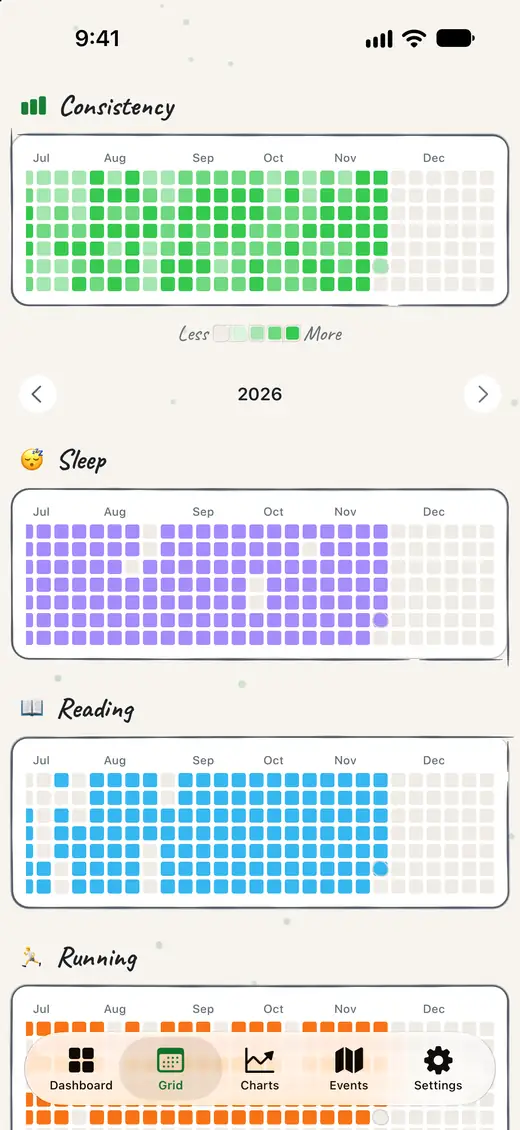 9:41
Consistency
Jul Aug Sep Oct Nov Dec
Less More
2026
Sleep
Jul Aug Sep Oct Nov Dec
Reading
Jul Aug Sep Oct Nov Dec
Running
Jul Aug Sep Oct Nov Dec
Dashboard Grid Charts Events Settings